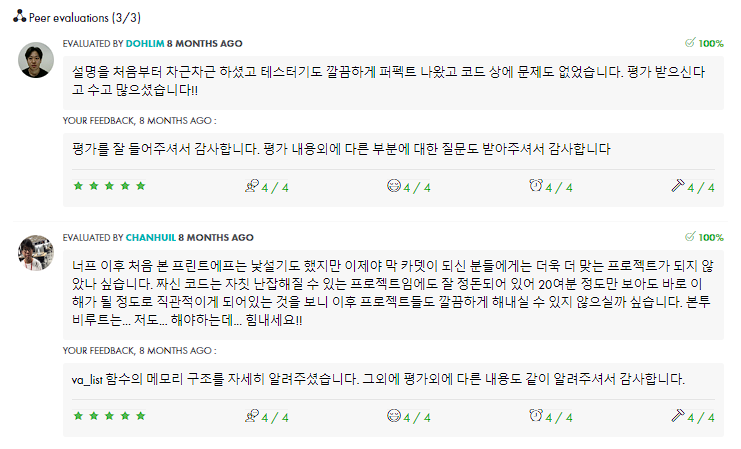 Peer evaluations (3/3)
EVALUATED BY DOHLIM 8 MONTHS AGO
100%
설명을 처음부터 차근차근 하셨고 테스터기도 깔끔하게 퍼펙트 나왔고 코드 상에 문제도 없었습니다. 평가 받으신다
고 수고 많으셨습니다!!
YOUR FEEDBACK, 8 MONTHS AGO :
평가를 잘 들어주셔서 감사합니다. 평가 내용외에 다른 부분에 대한 질문도 받아주셔서 감사합니다
4 / 4
4 / 4
4 / 4
4 / 4
EVALUATED BY CHANHUIL 8 MONTHS AGO
100%
너프 이후 처음 본 프린트에프는 낯설기도 했지만 이제야 막 카뎃이 되신 분들에게는 더욱 더 맞는 프로젝트가 되지 않
았나 싶습니다. 짜신 코드는 자칫 난잡해질 수 있는 프로젝트임에도 잘 정돈되어 있어 20여분 정도만 보아도 바로 이
해가 될 정도로 직관적이게 되어있는 것을 보니 이후 프로젝트들도 깔끔하게 해내실 수 있지 않으실까 싶습니다. 본투
비루트는... 저도... 해야하는데... 힘내세요!!
YOUR FEEDBACK, 8 MONTHS AGO :
va_list 함수의 메모리 구조를 자세히 알려주셨습니다. 그외에 평가외에 다른 내용도 같이 알려주셔서 감사합니다.
4 / 4
4 / 4
4 / 4
4 / 4